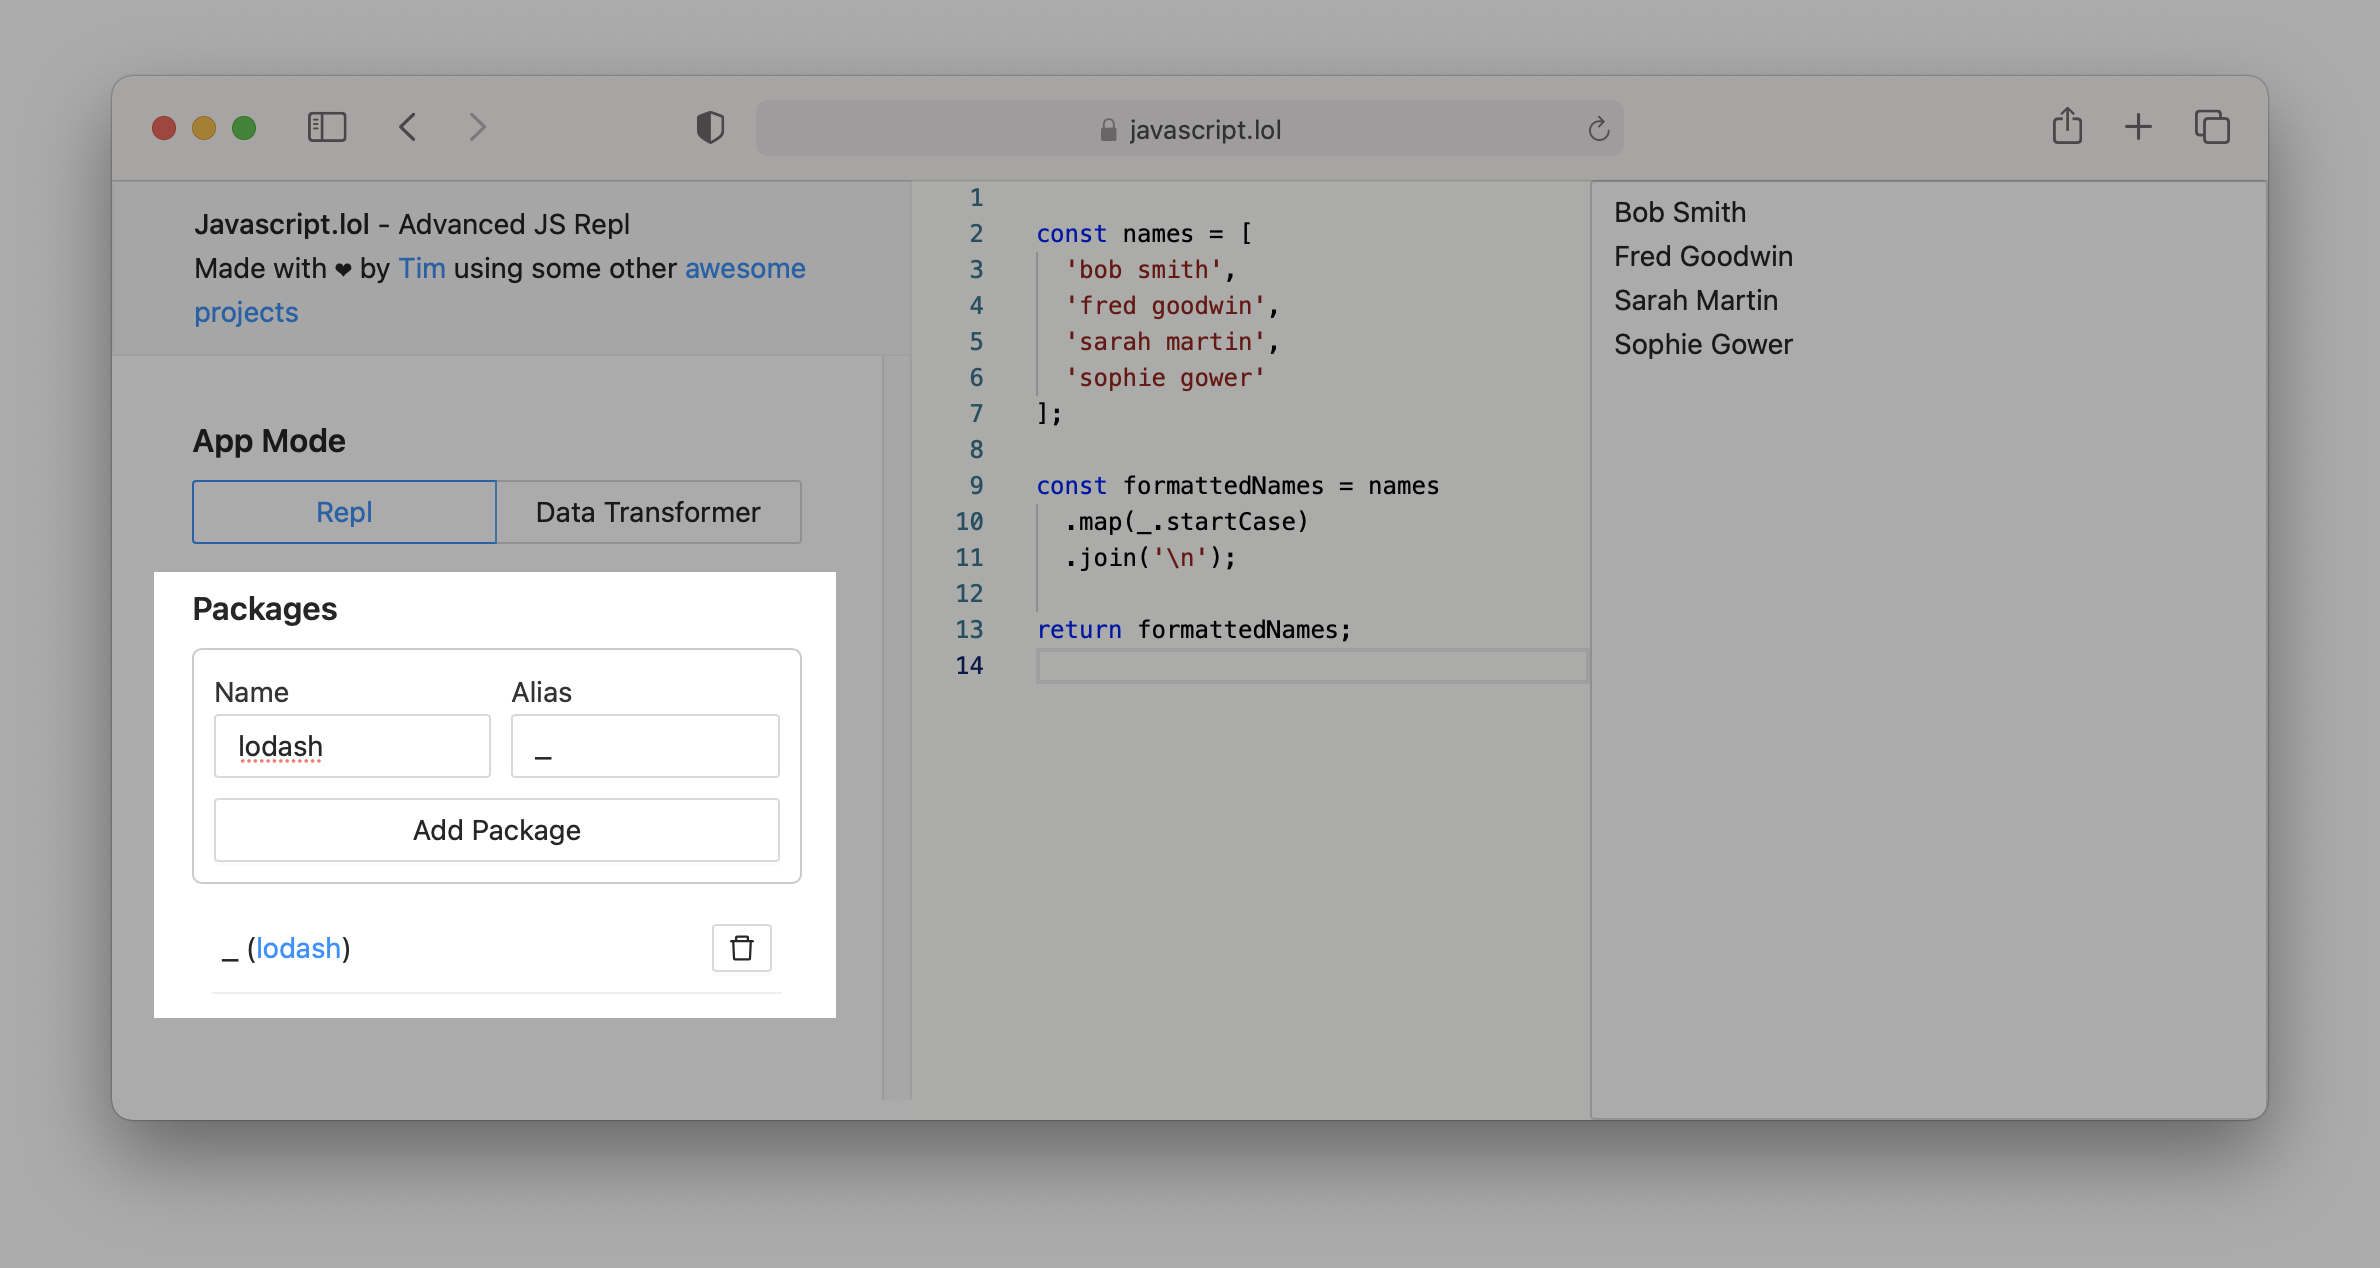 javascript.lol
Javascript.lol - Advanced JS Repl
Made with ❤ by Tim using some other awesome
projects
App Mode
Repl
Data Transformer
Packages
Name
Alias
lodash
_
Add Package
_ (lodash)
1
2 const names = [
3 'bob smith',
4 'fred goodwin',
5 'sarah martin',
6 'sophie gower'
7 ];
8
9 const formattedNames = names
10 .map(_.startCase)
11 .join('\n');
12
13 return formattedNames;
14
Bob Smith
Fred Goodwin
Sarah Martin
Sophie Gower